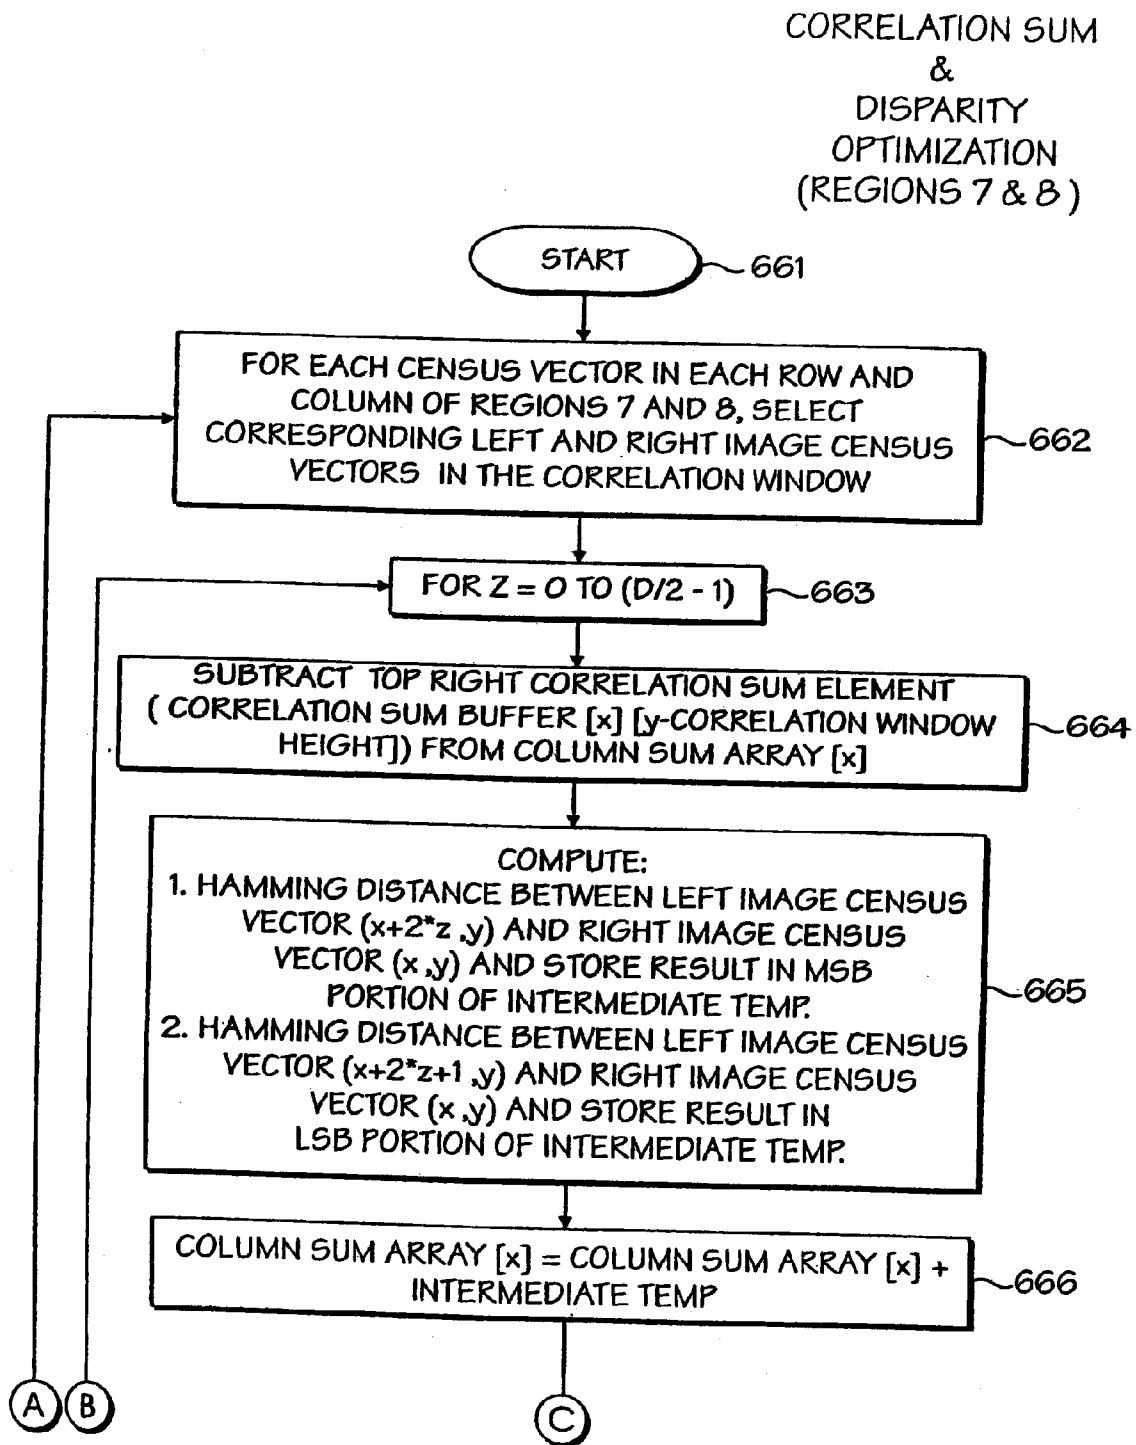 CORRELATION SUM
&
DISPARITY
OPTIMIZATION
(REGIONS 7 & 8 )
START
661
FOR EACH CENSUS VECTOR IN EACH ROW AND
COLUMN OF REGIONS 7 AND 8, SELECT
CORRESPONDING LEFT AND RIGHT IMAGE CENSUS
VECTORS IN THE CORRELATION WINDOW
662
FOR Z = 0 TO (D/2 - 1)
663
SUBTRACT TOP RIGHT CORRELATION SUM ELEMENT
( CORRELATION SUM BUFFER [x] [y-CORRELATION WINDOW
HEIGHT]) FROM COLUMN SUM ARRAY [x]
664
COMPUTE:
1. HAMMING DISTANCE BETWEEN LEFT IMAGE CENSUS
VECTOR (x+2*z ,y) AND RIGHT IMAGE CENSUS
VECTOR (x ,y) AND STORE RESULT IN MSB
PORTION OF INTERMEDIATE TEMP.
2. HAMMING DISTANCE BETWEEN LEFT IMAGE CENSUS
VECTOR (x+2*z+1 ,y) AND RIGHT IMAGE CENSUS
VECTOR (x ,y) AND STORE RESULT IN
LSB PORTION OF INTERMEDIATE TEMP.
665
COLUMN SUM ARRAY [x] = COLUMN SUM ARRAY [x] +
INTERMEDIATE TEMP
666
A
B
C